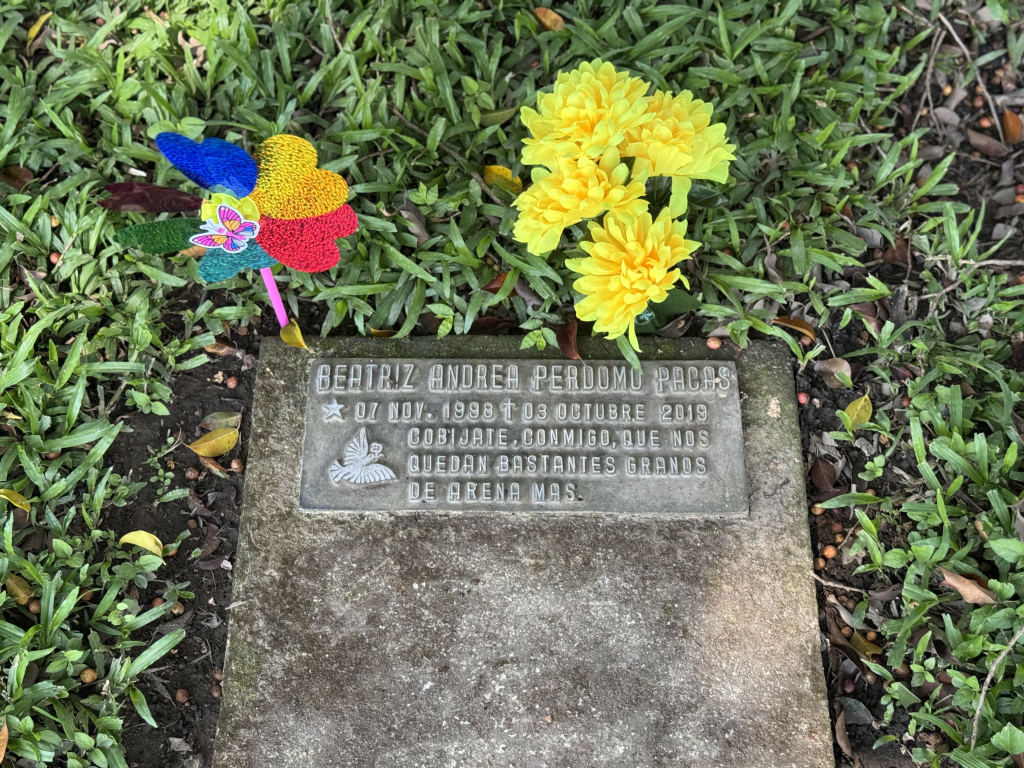 BEATRIZ ANDREA PERDOMO PACAS
07 NOV. 1998 ✝ 03 OCTUBRE 2019
COBIJATE, CONMIGO, QUE NOS
QUEDAN BASTANTES GRANOS
DE ARENA MAS.